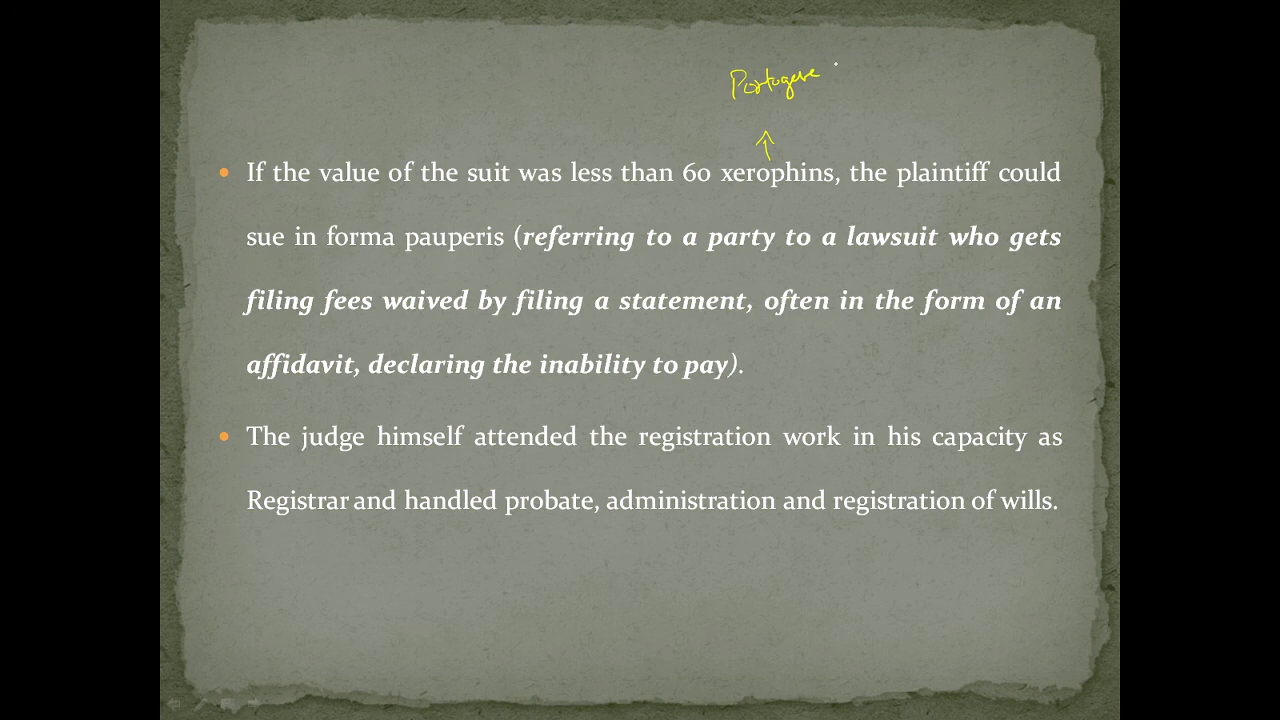 Portogese
If the value of the suit was less than 60 xerophins, the plaintiff could
sue in forma pauperis (referring to a party to a lawsuit who gets
filing fees waived by filing a statement, often in the form of an
affidavit, declaring the inability to pay).
The judge himself attended the registration work in his capacity as
Registrar and handled probate, administration and registration of wills.